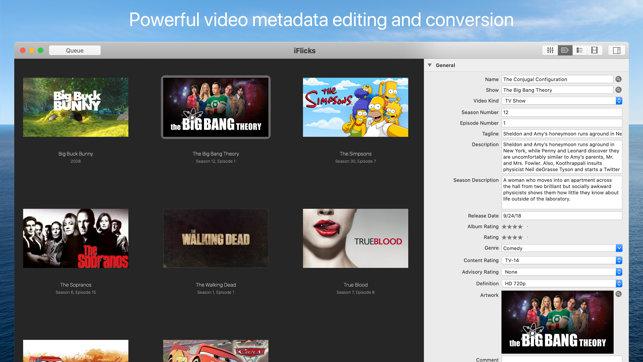 Powerful video metadata editing and conversion
Queue
iFlicks
General
Name The Conjugal Configuration
Show The Big Bang Theory
Video Kind TV Show
Season Number 12
Episode Number 1
Tagline Sheldon and Amy's honeymoon runs aground in Ne
Description Sheldon and Amy's honeymoon runs aground in
New York, while Penny and Leonard discover they
are uncomfortably similar to Amy's parents, Mr.
and Mrs. Fowler. Also, Koothrappali insults
physicist Neil deGrasse Tyson and starts a Twitter
Season Description A woman who moves into an apartment across
the hall from two brilliant but socially awkward
physicists shows them how little they know about
life outside of the laboratory.
Release Date 9/24/18
Album Rating
Rating
Genre Comedy
Content Rating TV-14
Advisory Rating None
Definition HD 720p
Artwork
the BIG BANG THEORY
Comment
Big Buck
BUNNY
Big Buck Bunny
2008
the BIG BANG THEORY
The Big Bang Theory
Season 12, Episode 1
THE SIMPSONS
The Simpsons
Season 30, Episode 7
THE Sopranos
The Sopranos
Season 6, Episode 15
THE WALKING DEAD
The Walking Dead
Season 1, Episode 1
TRUEBLOOD
True Blood
Season 7, Episode 8
Cars